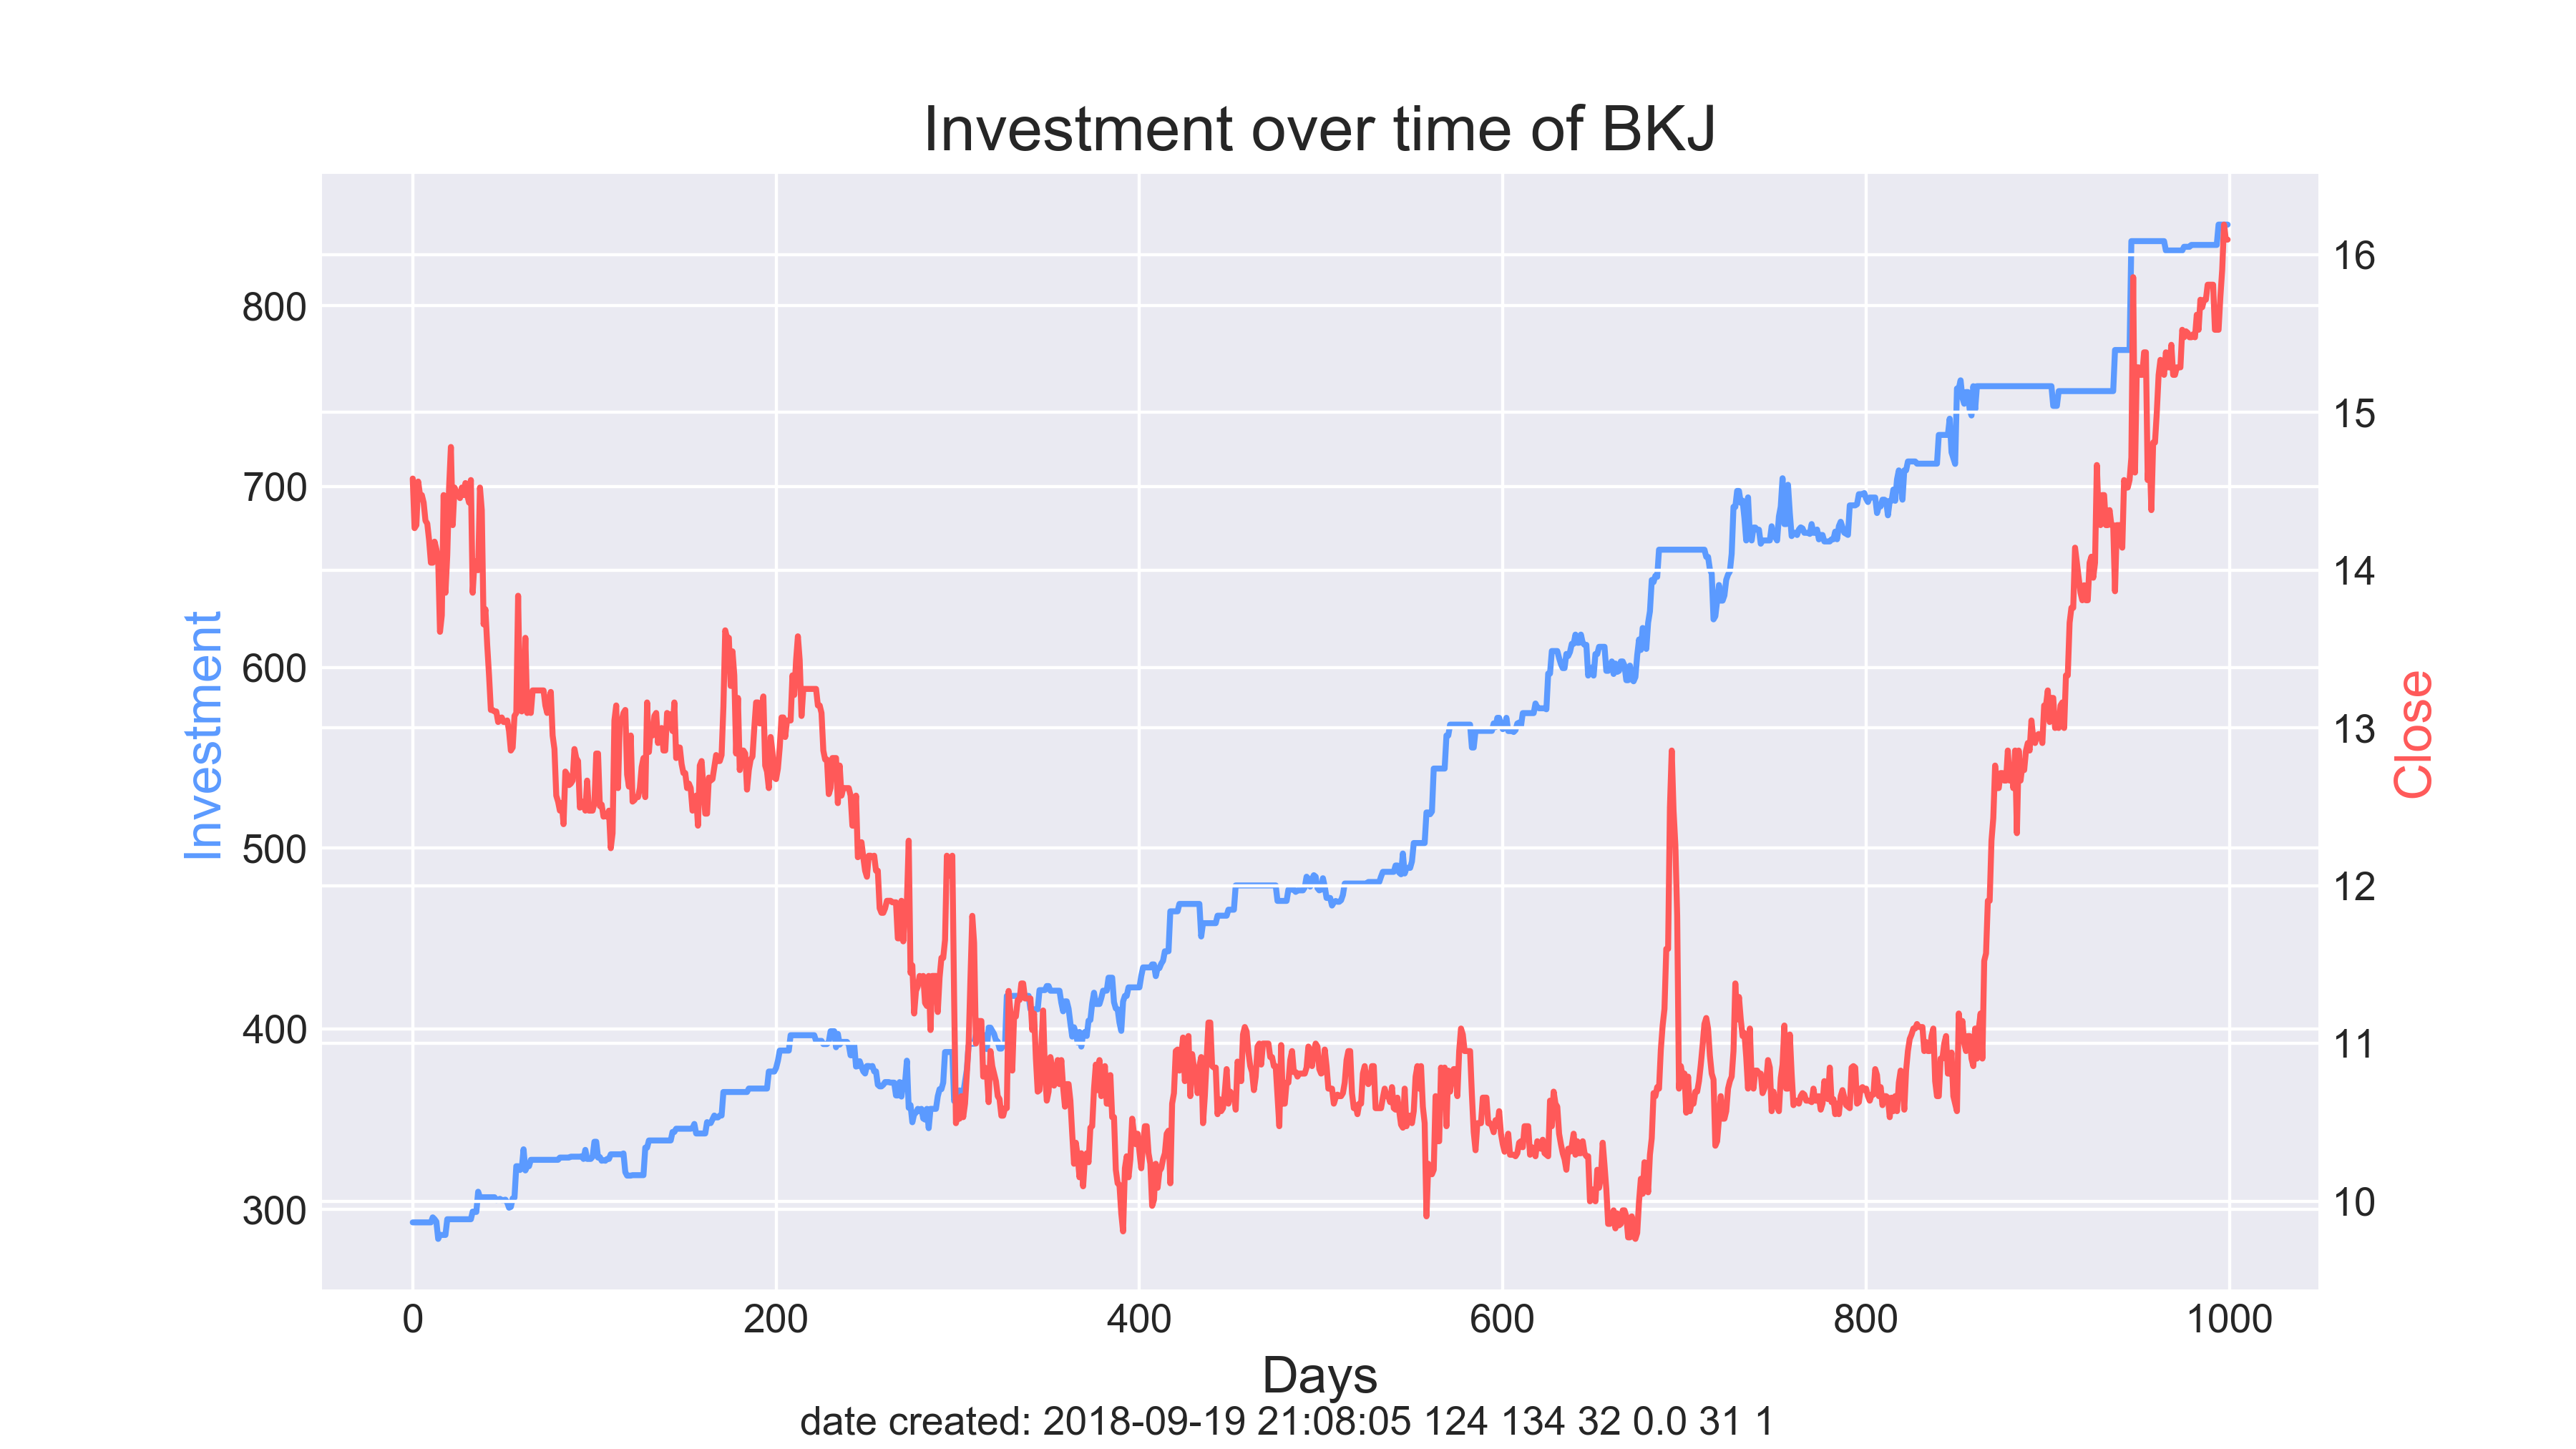 Investment over time of BKJ
Investment
800
700
600
500
400
300
16
15
14
13
12
11
10
Close
0 200 400 600 800 1000
Days
date created: 2018-09-19 21:08:05 124 134 32 0.0 31 1